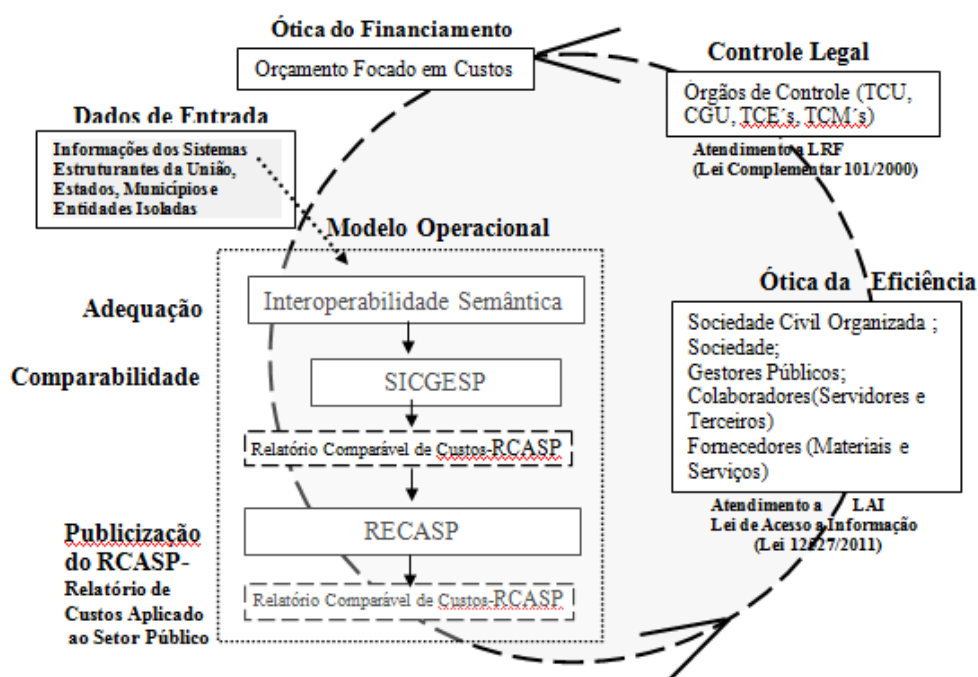 Ótica do Financiamento
Orçamento Focado em Custos
Controle Legal
Órgãos de Controle (TCU,
CGU, TCE´s, TCM´s)
Atendimento a LRF
(Lei Complementar 101/2000)
Dados de Entrada
Informações dos Sistemas
Estruturantes da União,
Estados, Municípios e
Entidades Isoladas
Modelo Operacional
Adequação
Interoperabilidade Semântica
Comparabilidade
SICGESP
Relatório Comparável de Custos-RCASP
Publicização
do RCASP-
Relatório de
Custos Aplicado
ao Setor Público
RECASP
Relatório Comparável de Custos-RCASP
Ótica da Eficiência
Sociedade Civil Organizada ;
Sociedade;
Gestores Públicos;
Colaboradores(Servidores e
Terceiros)
Fornecedores (Materiais e
Serviços)
Atendimento a LAI
Lei de Acesso a Informação
(Lei 12527/2011)